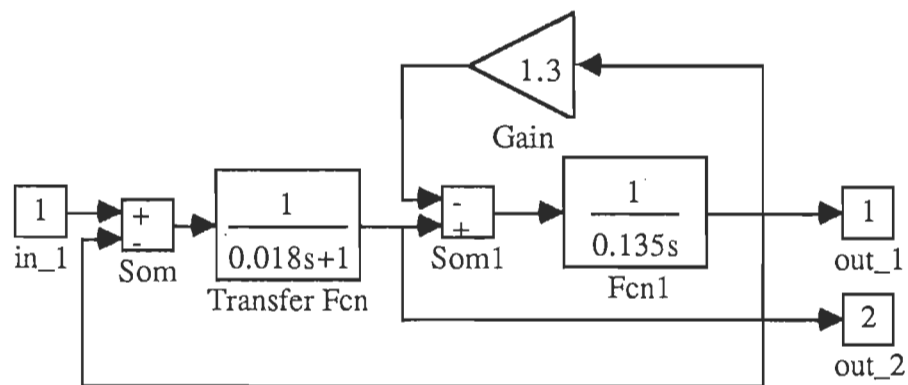 1.3
Gain
1
in_1
+
-
Som
1
0.018s+1
Transfer Fcn
-
+
Som1
1
0.135s
Fcn1
1
out_1
2
out_2